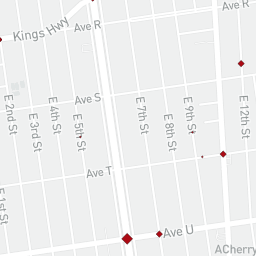 Ave R
Kings Hwy
Ave R
Ave S
E 2nd St
E 3rd St
E 4th St
E 5th St
E 7th St
E 8th St
E 9th St
E 12th St
Ave T
E 1st St
Ave U
ACherry